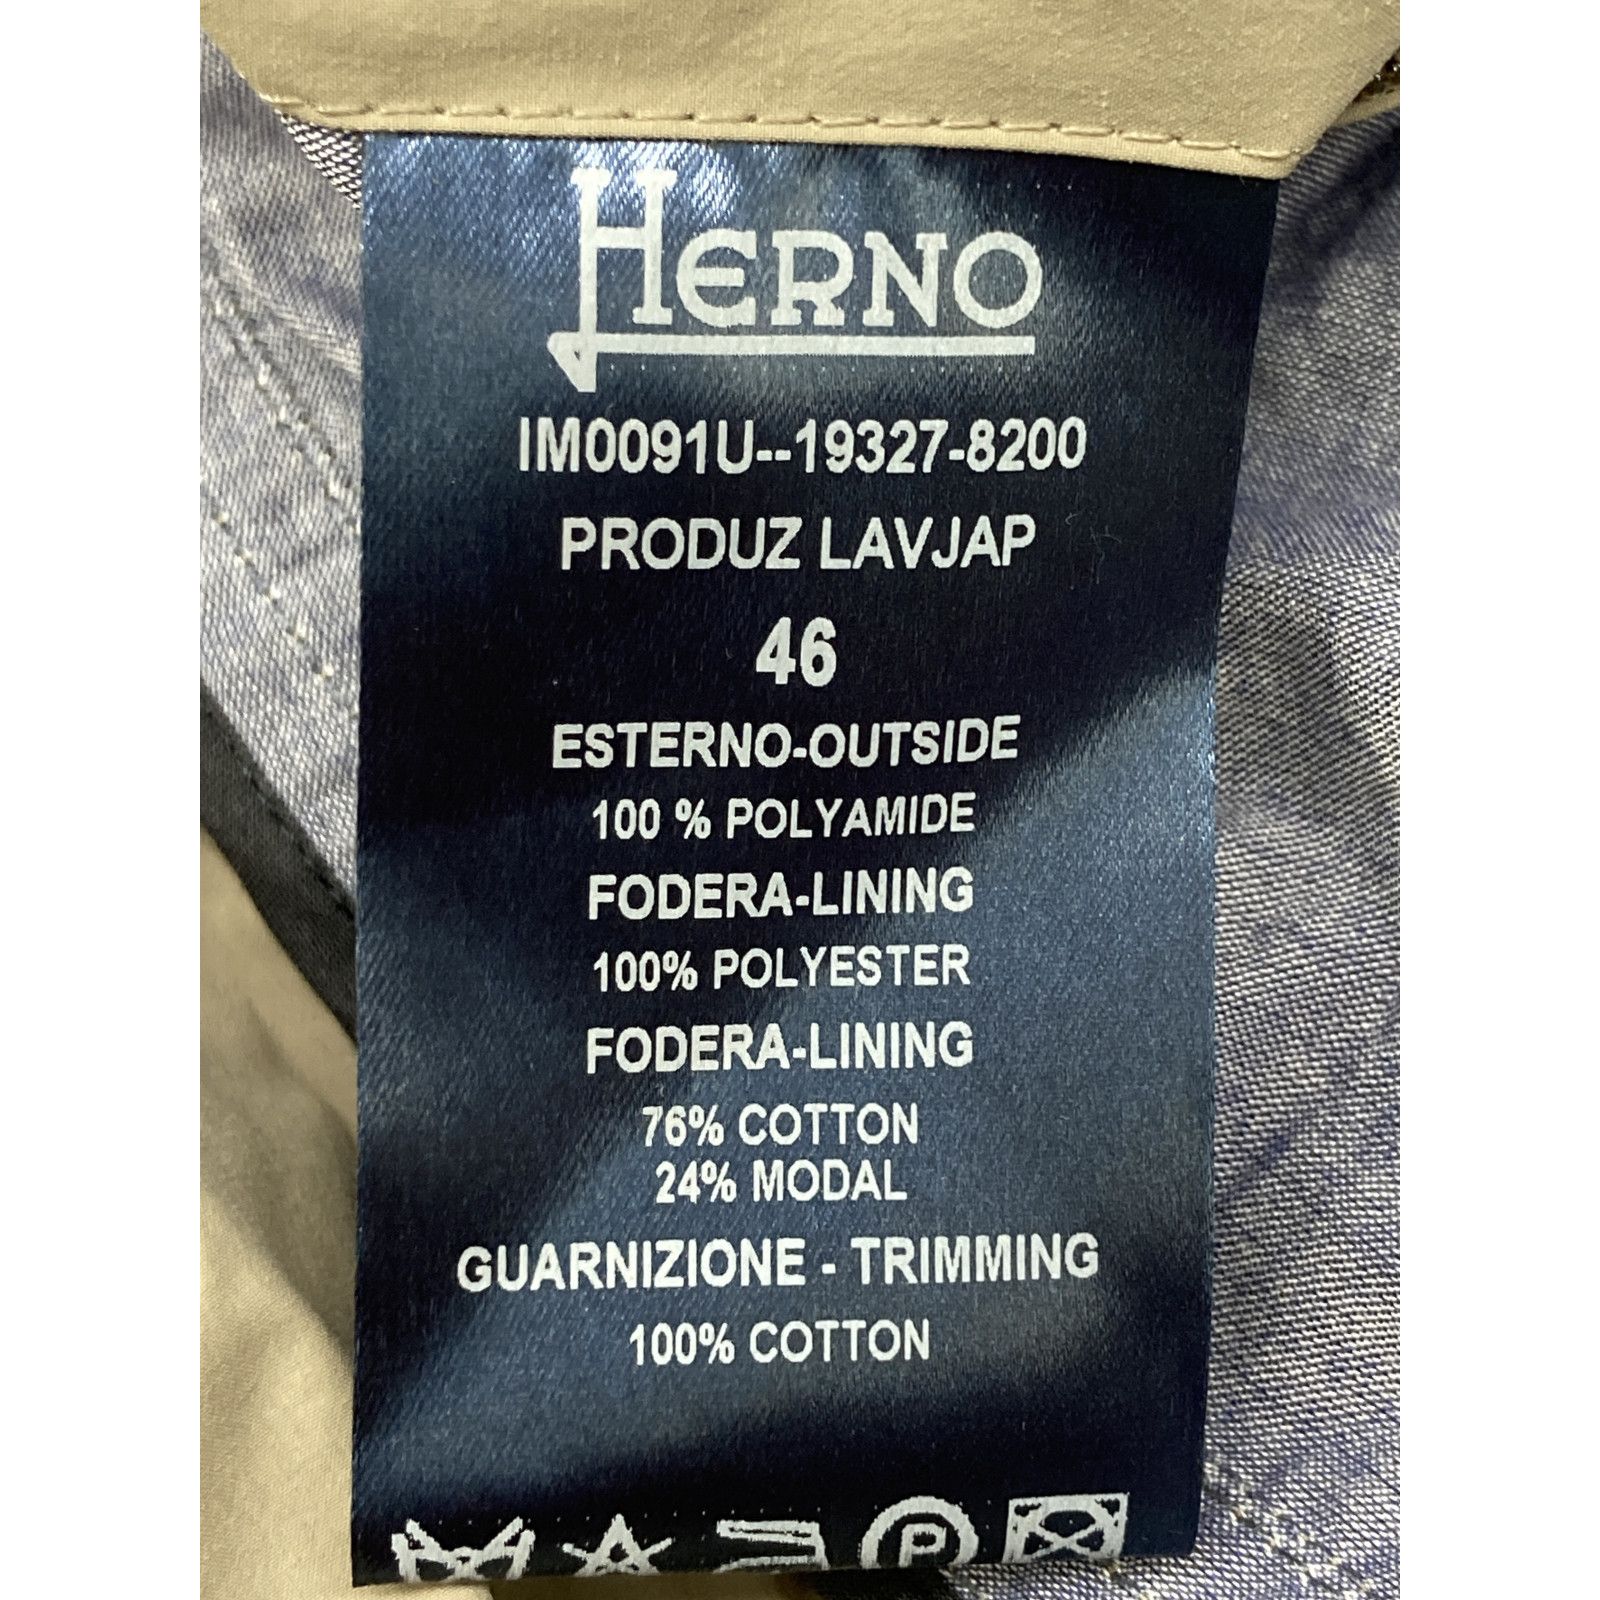 HERNO
IM0091U--19327-8200
PRODUZ LAVJAP
46
ESTERNO-OUTSIDE
100 % POLYAMIDE
FODERA-LINING
100% POLYESTER
FODERA-LINING
76% COTTON
24% MODAL
GUARNIZIONE - TRIMMING
100% COTTON
P